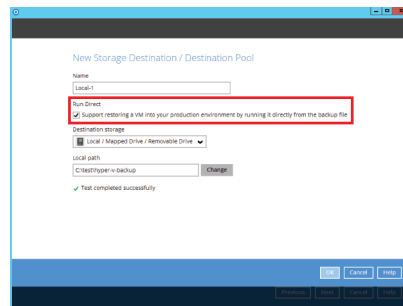 New Storage Destination / Destination Pool
Name
Local-1
Run Direct
Support restoring a VM into your production environment by running it directly from the backup file
Destination storage
Local / Mapped Drive / Removable Drive
Local path
C:\test\hyper-v-backup
Change
Test completed successfully
OK Cancel Help
Previous Next Cancel Help